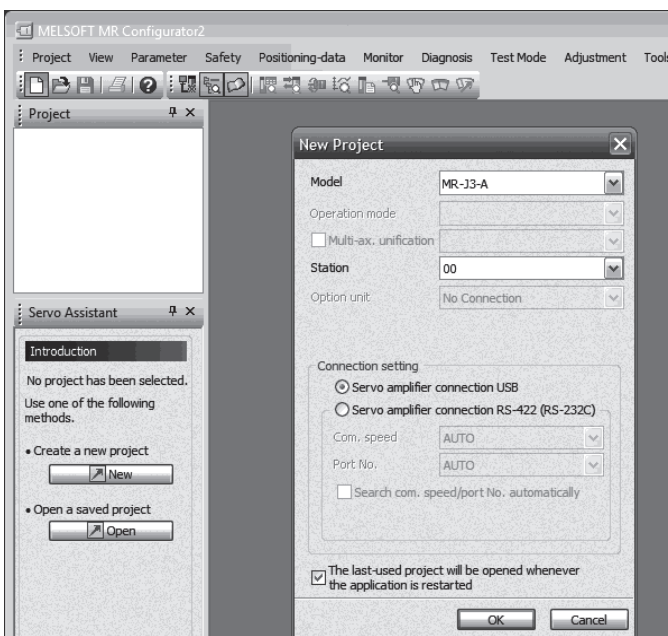 MELSOFT MR Configurator2
Project View Parameter Safety Positioning-data Monitor Diagnosis Test Mode Adjustment Tools
Project
Servo Assistant
Introduction
No project has been selected.
Use one of the following
methods.
• Create a new project
New
• Open a saved project
Open
New Project
Model MR-J3-A
Operation mode
Multi-ax. unification
Station 00
Option unit No Connection
Connection setting
Servo amplifier connection USB
Servo amplifier connection RS-422 (RS-232C)
Com. speed AUTO
Port No. AUTO
Search com. speed/port No. automatically
The last-used project will be opened whenever
the application is restarted
OK Cancel